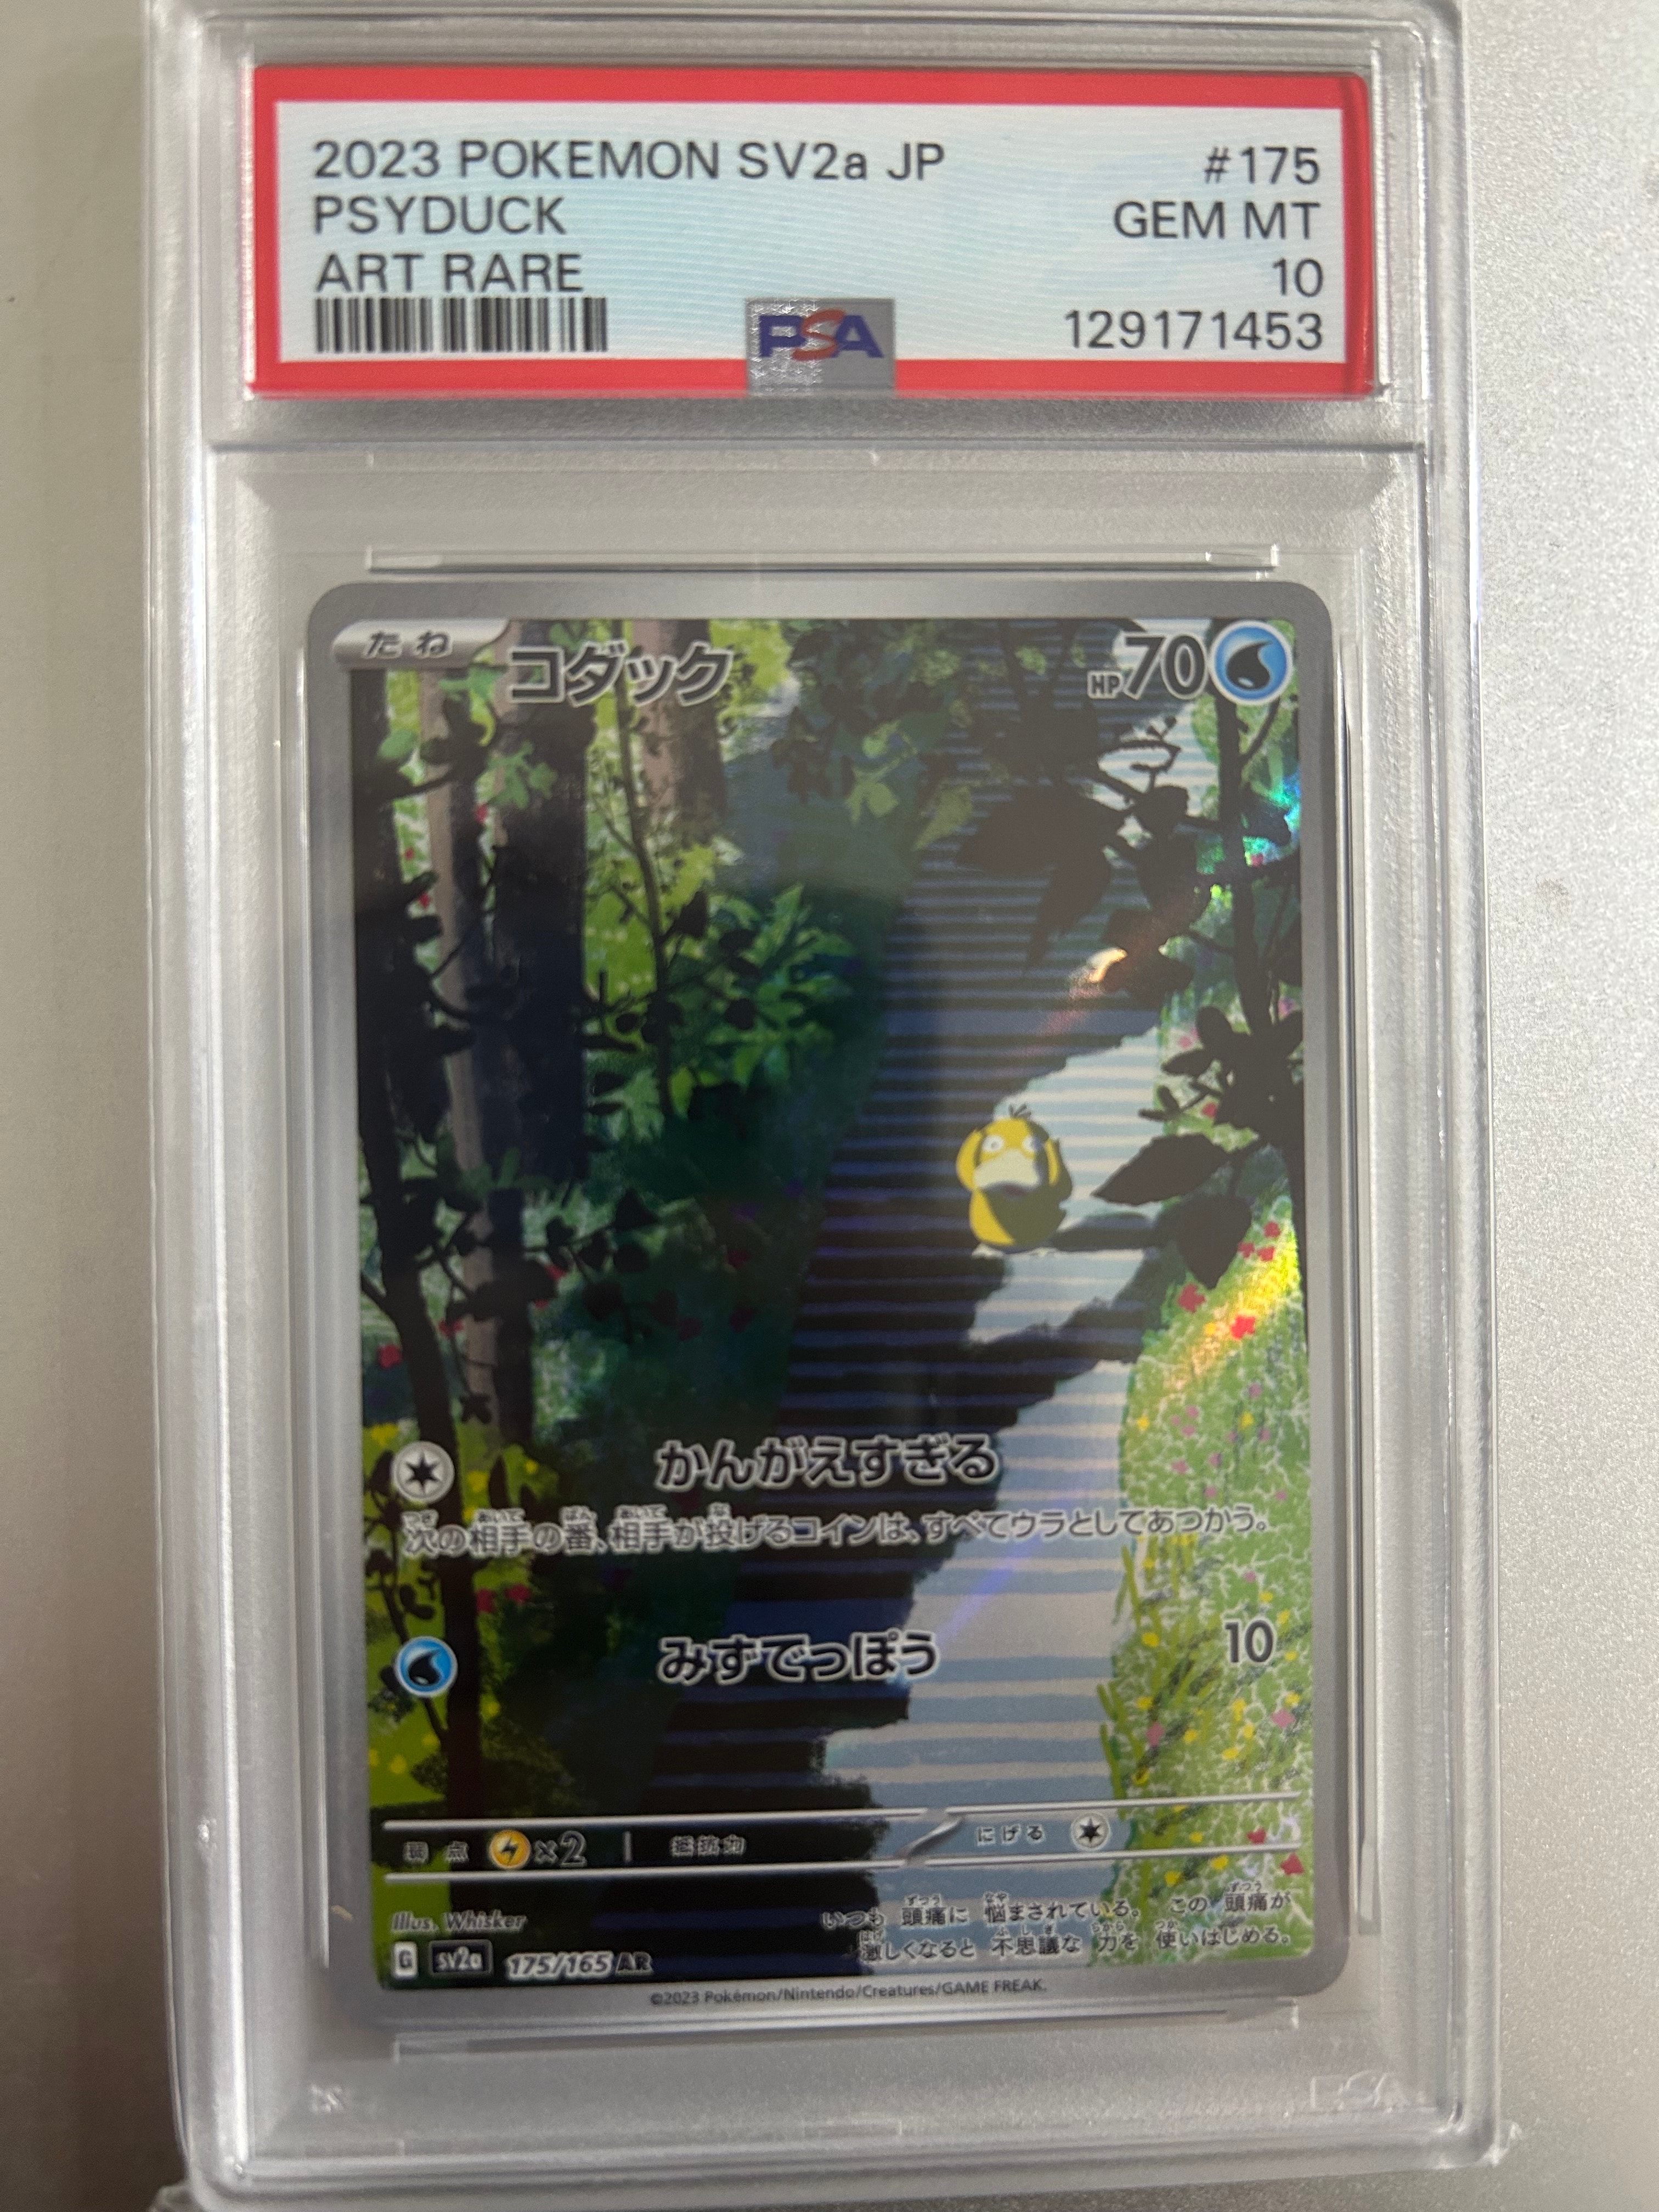 2023 POKEMON SV2a JP #175
PSYDUCK GEM MT
ART RARE 10
PSA 129171453
たね コダック HP70
かんがえすぎる
次の相手の番、相手が投げるコインは、すべてウラとしてあつかう。
みずでっぽう 10
弱点 ×2 抵抗力 にげる
Illus. Whisker
いつも 頭痛に 悩まされている。 この 頭痛が
激しくなると 不思議な 力を 使いはじめる。
G sv2a 175/165 AR
©2023 Pokémon/Nintendo/Creatures/GAME FREAK.
PSA